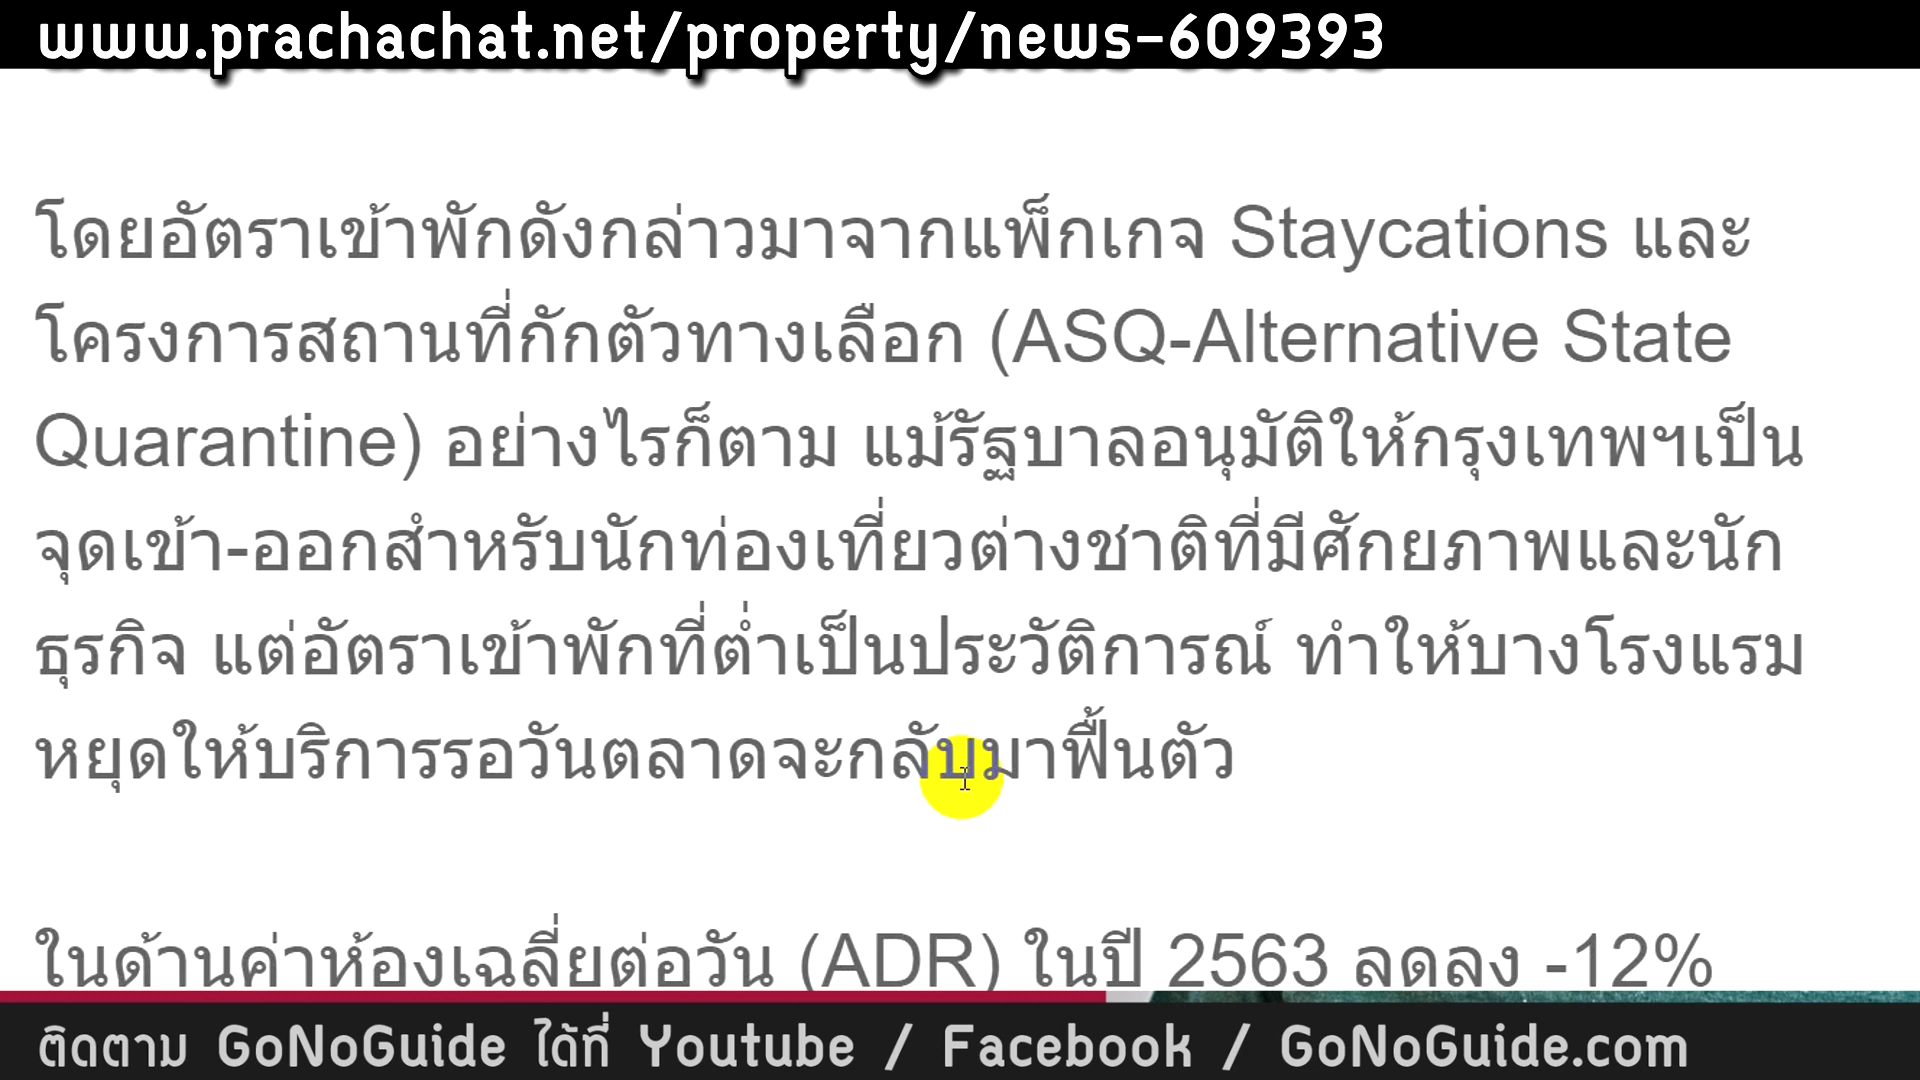 www.prachachat.net/property/news-609393
โดยอัตราเข้าพักดังกล่าวมาจากแพ็กเกจ Staycations และ
โครงการสถานที่กักตัวทางเลือก (ASQ-Alternative State
Quarantine) อย่างไรก็ตาม แม้รัฐบาลอนุมัติให้กรุงเทพฯเป็น
จุดเข้า-ออกสำหรับนักท่องเที่ยวต่างชาติที่มีศักยภาพและนัก
ธุรกิจ แต่อัตราเข้าพักที่ต่ำเป็นประวัติการณ์ ทำให้บางโรงแรม
หยุดให้บริการรอวันตลาดจะกลับมาฟื้นตัว
ในด้านค่าห้องเฉลี่ยต่อวัน (ADR) ในปี 2563 ลดลง -12%
ติดตาม GoNoGuide ได้ที่ Youtube / Facebook / GoNoGuide.com